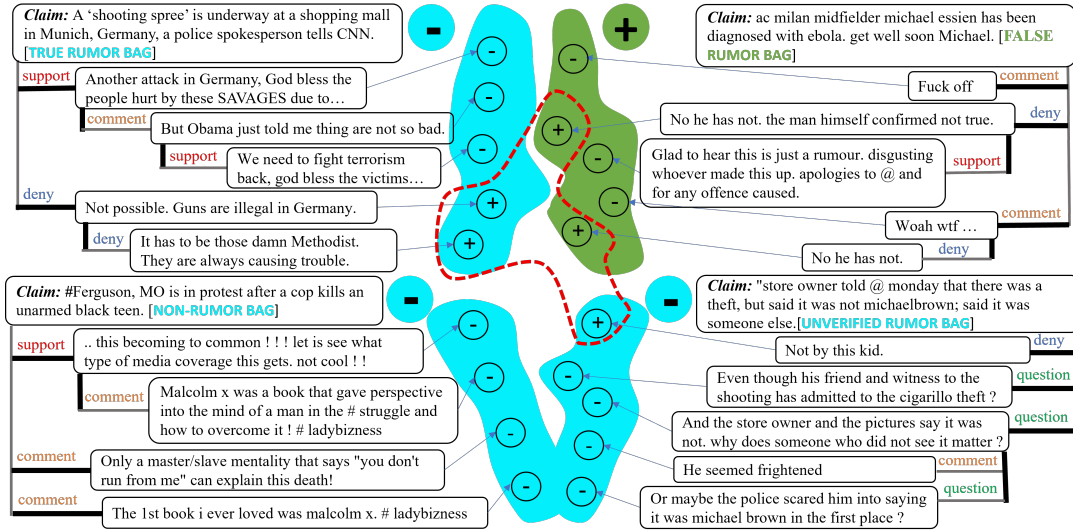 Claim: A ‘shooting spree’ is underway at a shopping mall
in Munich, Germany, a police spokesperson tells CNN.
[TRUE RUMOR BAG]
support
Another attack in Germany, God bless the
people hurt by these SAVAGES due to…
comment
But Obama just told me thing are not so bad.
support
We need to fight terrorism
back, god bless the victims…
deny
Not possible. Guns are illegal in Germany.
deny
It has to be those damn Methodist.
They are always causing trouble.
-
-
-
-
+
+
+
-
+
-
-
+
Claim: ac milan midfielder michael essien has been
diagnosed with ebola. get well soon Michael. [FALSE
RUMOR BAG]
comment
Fuck off
deny
No he has not. the man himself confirmed not true.
support
Glad to hear this is just a rumour. disgusting
whoever made this up. apologies to @ and
for any offence caused.
comment
Woah wtf …
deny
No he has not.
Claim: #Ferguson, MO is in protest after a cop kills an
unarmed black teen. [NON-RUMOR BAG]
support
.. this becoming to common ! ! ! let is see what
type of media coverage this gets. not cool ! !
comment
Malcolm x was a book that gave perspective
into the mind of a man in the # struggle and
how to overcome it ! # ladybizness
comment
Only a master/slave mentality that says "you don't
run from me" can explain this death!
comment
The 1st book i ever loved was malcolm x. # ladybizness
-
-
-
-
-
-
+
-
-
-
-
Claim: "store owner told @ monday that there was a
theft, but said it was not michaelbrown; said it was
someone else.[UNVERIFIED RUMOR BAG]
deny
Not by this kid.
question
Even though his friend and witness to the
shooting has admitted to the cigarillo theft ?
question
And the store owner and the pictures say it was
not. why does someone who did not see it matter ?
comment
He seemed frightened
question
Or maybe the police scared him into saying
it was michael brown in the first place ?